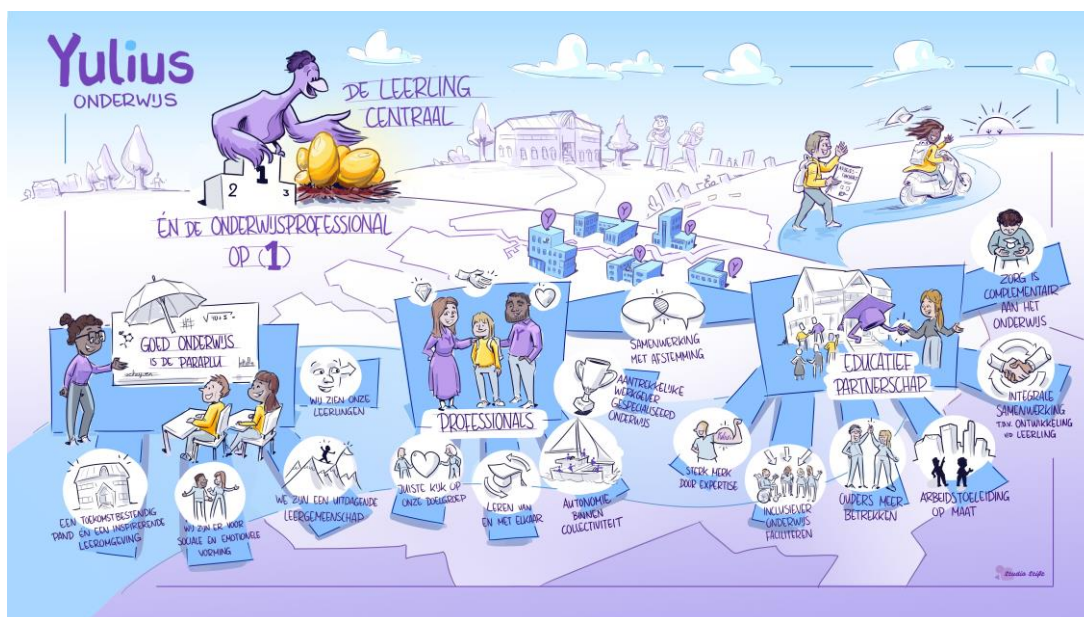 Yulius
ONDERWIJS
DE LEERLING
CENTRAAL
2
1
3
ÉN DE ONDERWIJSPROFESSIONAL
OP (1)
Y
Y
Y
Y
Y
Y
GOED ONDERWIJS
IS DE PARAPLU
WIJ ZIEN ONZE
LEERLINGEN
EEN TOEKOMSTBESTENDIG
PAND ÉN EEN INSPIRERENDE
LEEROMGEVING
WIJ ZIJN ER VOOR
SOCIALE EN EMOTIONELE
VORMING
WE ZIJN EEN UITDAGENDE
LEERGEMEENSCHAP
PROFESSIONALS
SAMENWERKING
MET AFSTEMMING
AANTREKKELIJKE
WERKGEVER
GESPECIALISEERD
ONDERWIJS
JUISTE KIJK OP
ONZE DOELGROEP
LEREN VAN
EN MET ELKAAR
AUTONOMIE
BINNEN
COLLECTIVITEIT
EDUCATIEF
PARTNERSCHAP
ZORG IS
COMPLEMENTAIR
AAN HET
ONDERWIJS
INTEGRALE
SAMENWERKING
T.B.V. ONTWIKKELING
VD LEERLING
STERK MERK
DOOR EXPERTISE
INCLUSIEVER
ONDERWIJS
FACILITEREN
OUDERS MEER
BETREKKEN
ARBEIDSTOELEIDING
OP MAAT